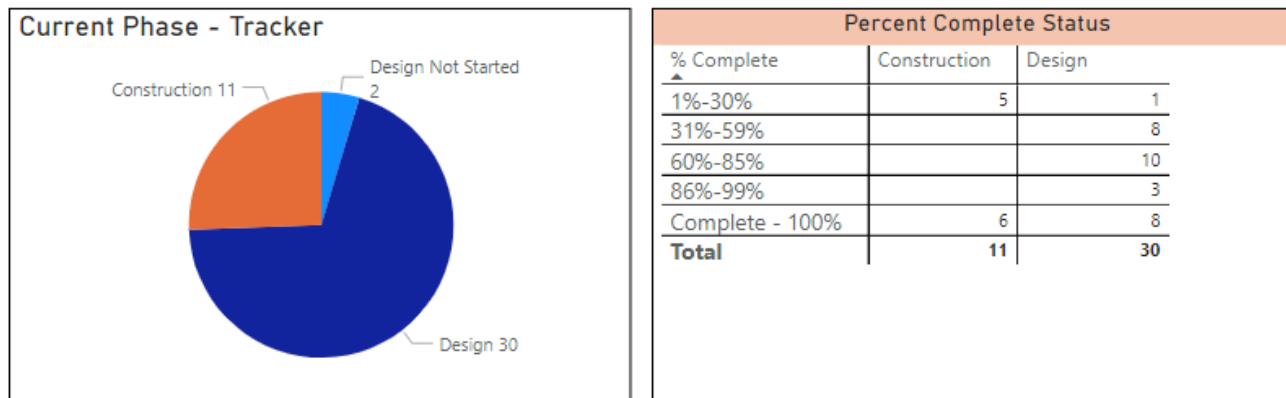 Current Phase - Tracker
Design Not Started
2
Construction 11
Design 30
Percent Complete Status
% Complete Construction Design
1%-30% 5 1
31%-59% 8
60%-85% 10
86%-99% 3
Complete - 100% 6 8
Total 11 30